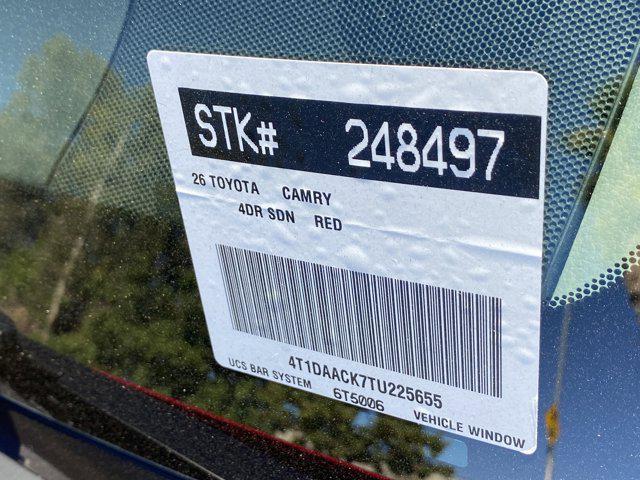 STK# 248497
26 TOYOTA CAMRY
4DR SDN RED
4T1DAACK7TU225655
UCS BAR SYSTEM 6T5006 VEHICLE WINDOW